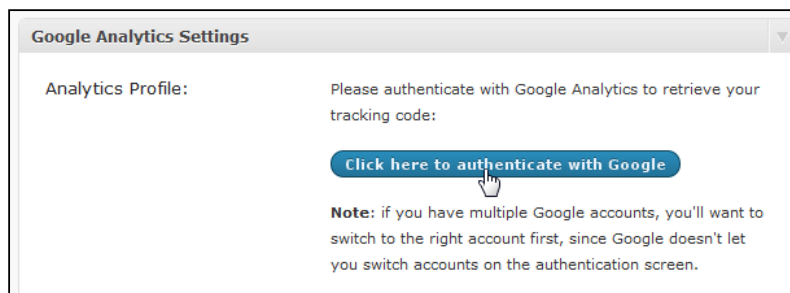 Google Analytics Settings
Analytics Profile:
Please authenticate with Google Analytics to retrieve your
tracking code:
Click here to authenticate with Google
Note: if you have multiple Google accounts, you'll want to
switch to the right account first, since Google doesn't let
you switch accounts on the authentication screen.